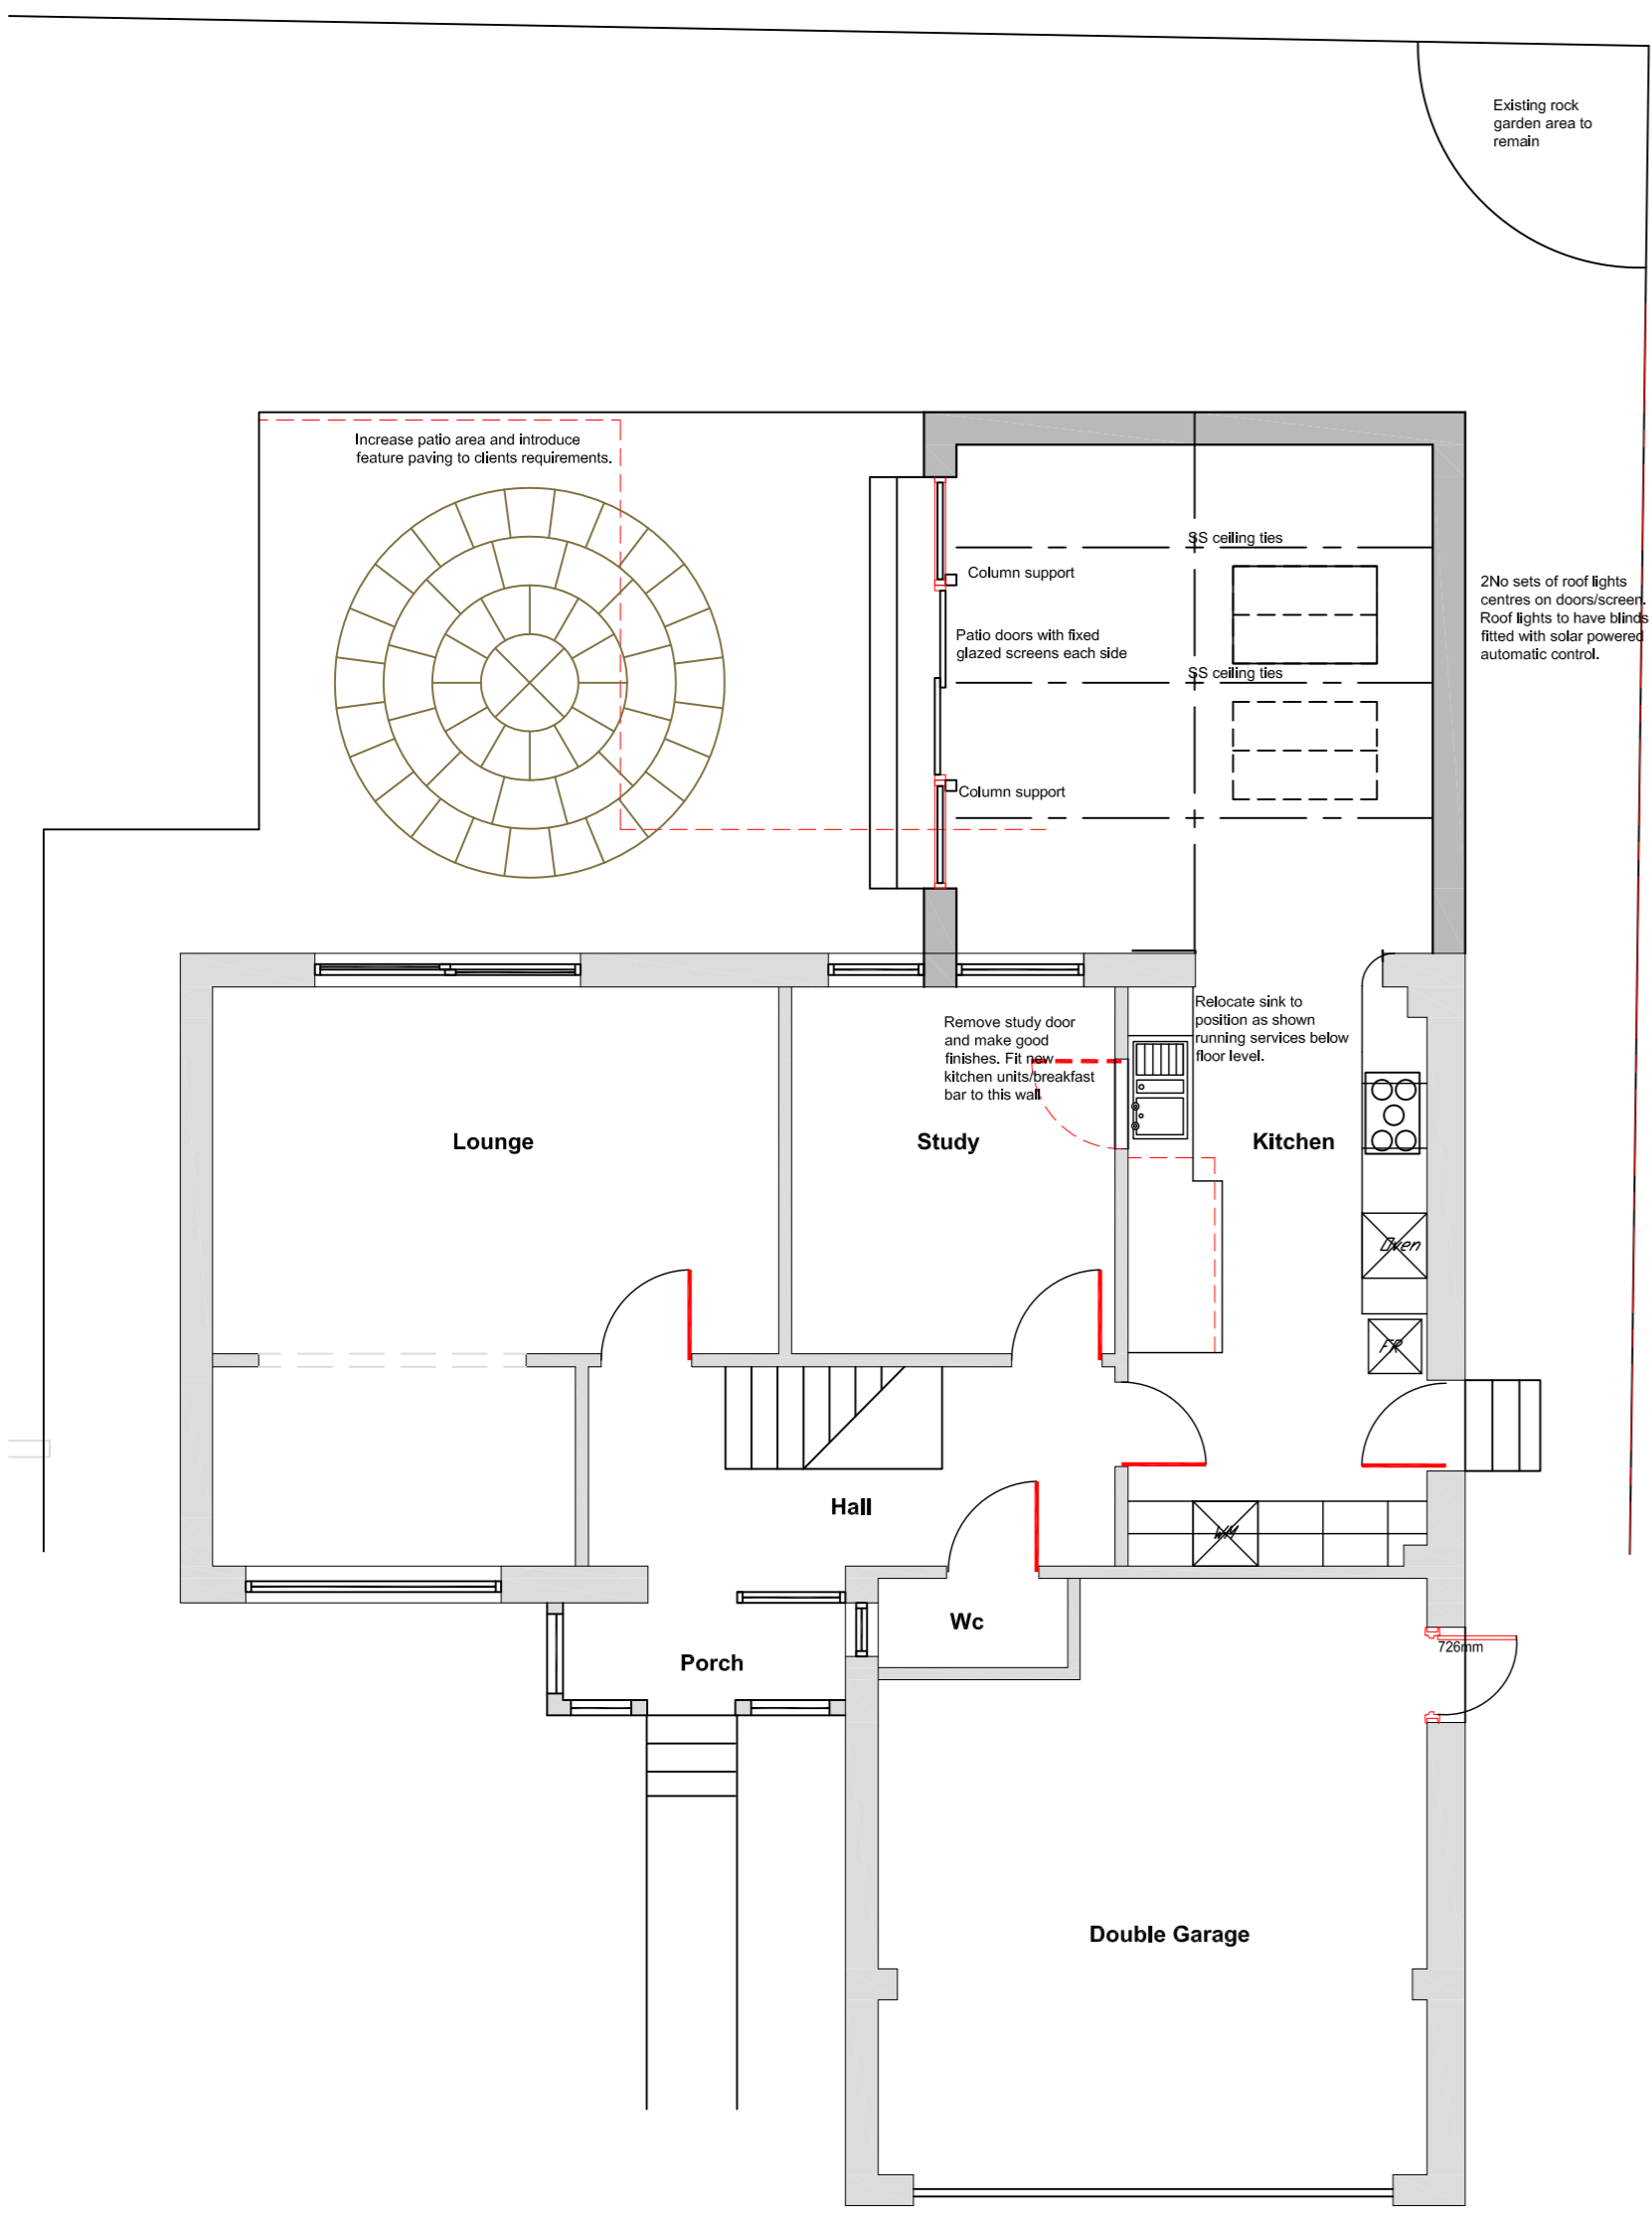 Existing rock
garden area to
remain
Increase patio area and introduce
feature paving to clients requirements.
SS ceiling ties
Column support
2No sets of roof lights
centres on doors/screen.
Roof lights to have blinds
fitted with solar powered
automatic control.
Patio doors with fixed
glazed screens each side
SS ceiling ties
Column support
Remove study door
and make good
finishes. Fit new
kitchen units/breakfast
bar to this wall
Relocate sink to
position as shown
running services below
floor level.
Lounge
Study
Kitchen
Oven
FR
Hall
WM
Wc
Porch
726mm
Double Garage